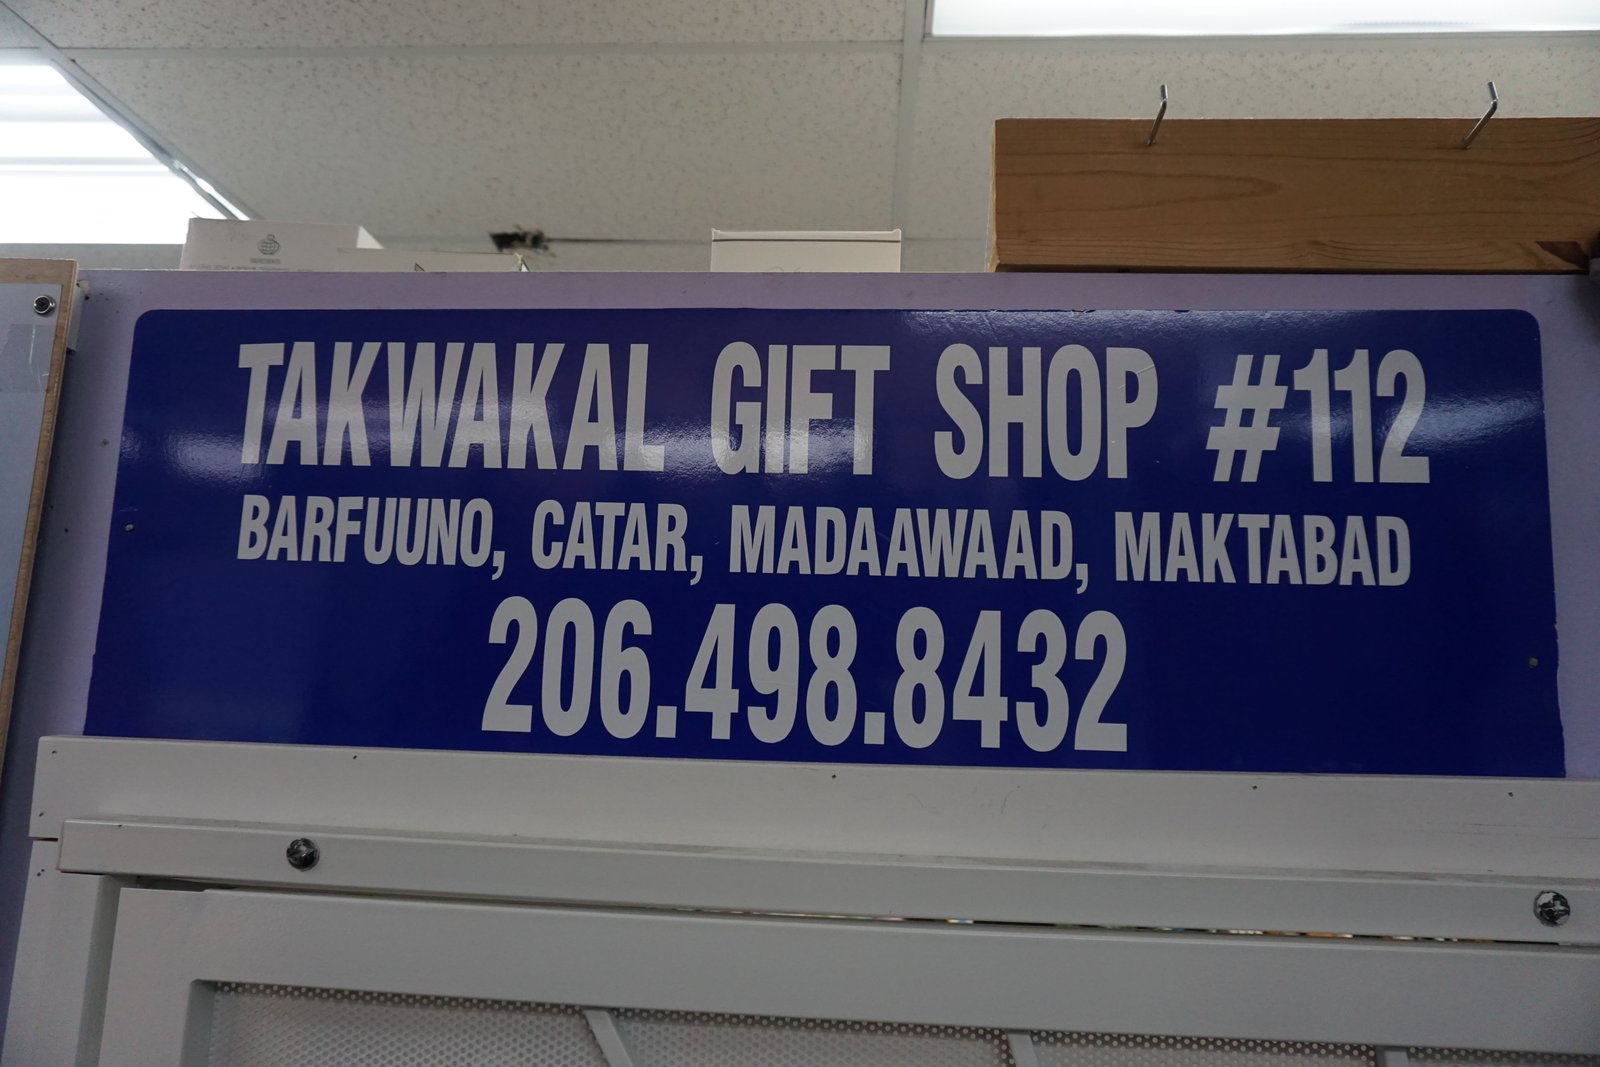 TAKWAKAL GIFT SHOP #112
BARFUUNO, CATAR, MADAAWAAD, MAKTABAD
206.498.8432